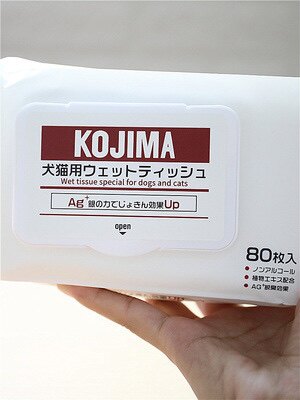 KOJIMA
犬猫用ウェットティッシュ
Wet tissue special for dogs and cats
Ag+銀の力でじょきん効果Up
open
80枚入
•ノンアルコール
•植物エキス配合
•AG+脱臭効果